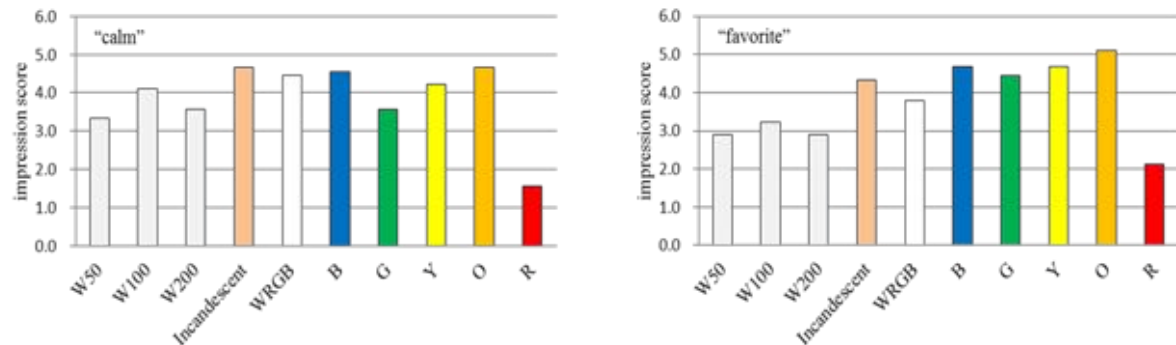 "calm"
impression score
6.0
5.0
4.0
3.0
2.0
1.0
0.0
W50
W100
W200
Incandescent
WRGB
B
G
Y
O
R
"favorite"
impression score
6.0
5.0
4.0
3.0
2.0
1.0
0.0
W50
W100
W200
Incandescent
WRGB
B
G
Y
O
R